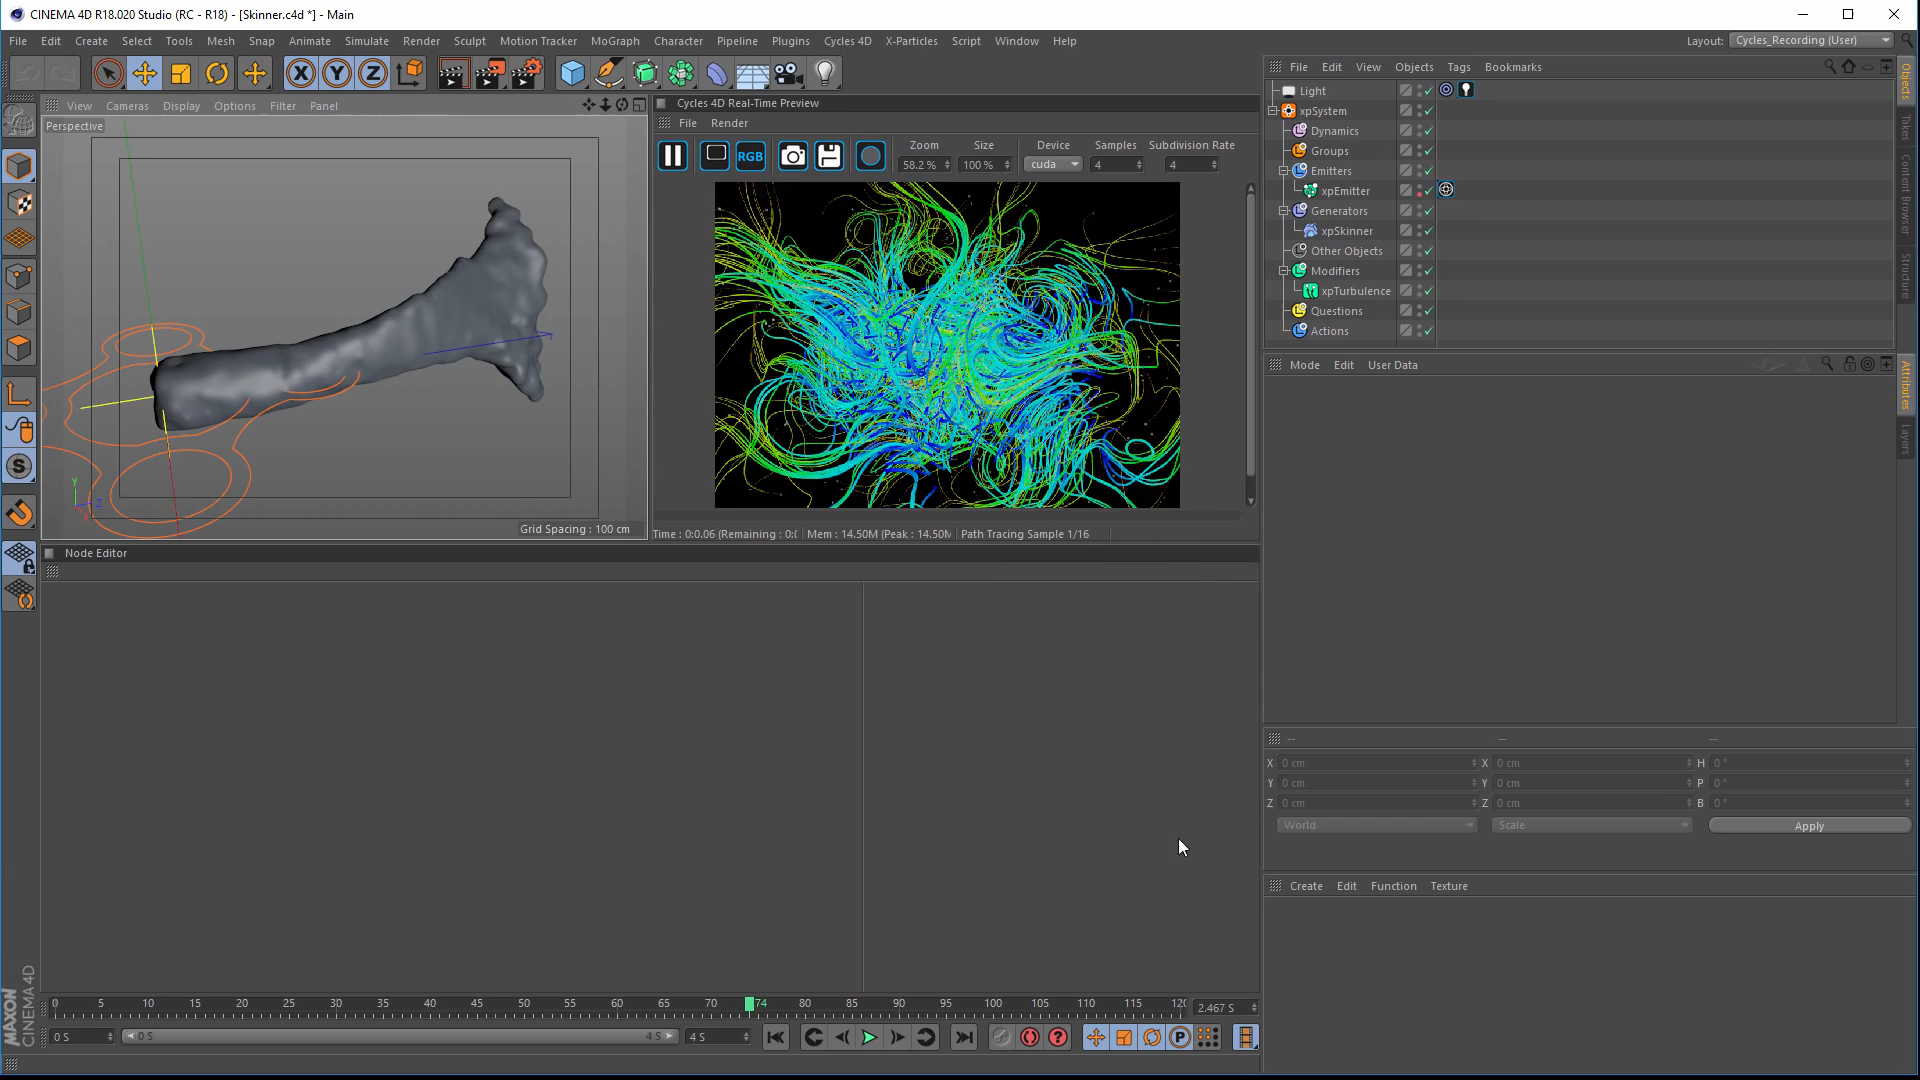 CINEMA 4D R18.020 Studio (RC - R18) - [Skinner.c4d *] - Main
File Edit Create Select Tools Mesh Snap Animate Simulate Render Sculpt Motion Tracker MoGraph Character Pipeline Plugins Cycles 4D X-Particles Script Window Help
Layout: Cycles_Recording (User)
View Cameras Display Options Filter Panel
Perspective
Grid Spacing : 100 cm
Y
Z
X
Cycles 4D Real-Time Preview
File Render
RGB
Zoom Size Device Samples Subdivision Rate
58.2 % 100 % cuda 4 4
Time : 0:0.06 (Remaining : 0:( Mem : 14.50M (Peak : 14.50M Path Tracing Sample 1/16
File Edit View Objects Tags Bookmarks
Light
xpSystem
Dynamics
Groups
Emitters
xpEmitter
Generators
xpSkinner
Other Objects
Modifiers
xpTurbulence
Questions
Actions
Objects
Takes
Content Browser
Structure
Mode Edit User Data
Attributes
Layers
Node Editor
-- -- --
X 0 cm X 0 cm H 0 °
Y 0 cm Y 0 cm P 0 °
Z 0 cm Z 0 cm B 0 °
World Scale Apply
Create Edit Function Texture
0 5 10 15 20 25 30 35 40 45 50 55 60 65 70 74 80 85 90 95 100 105 110 115 120
2.467 S
0 S 0 S 4 S 4 S
MAXON
CINEMA 4D